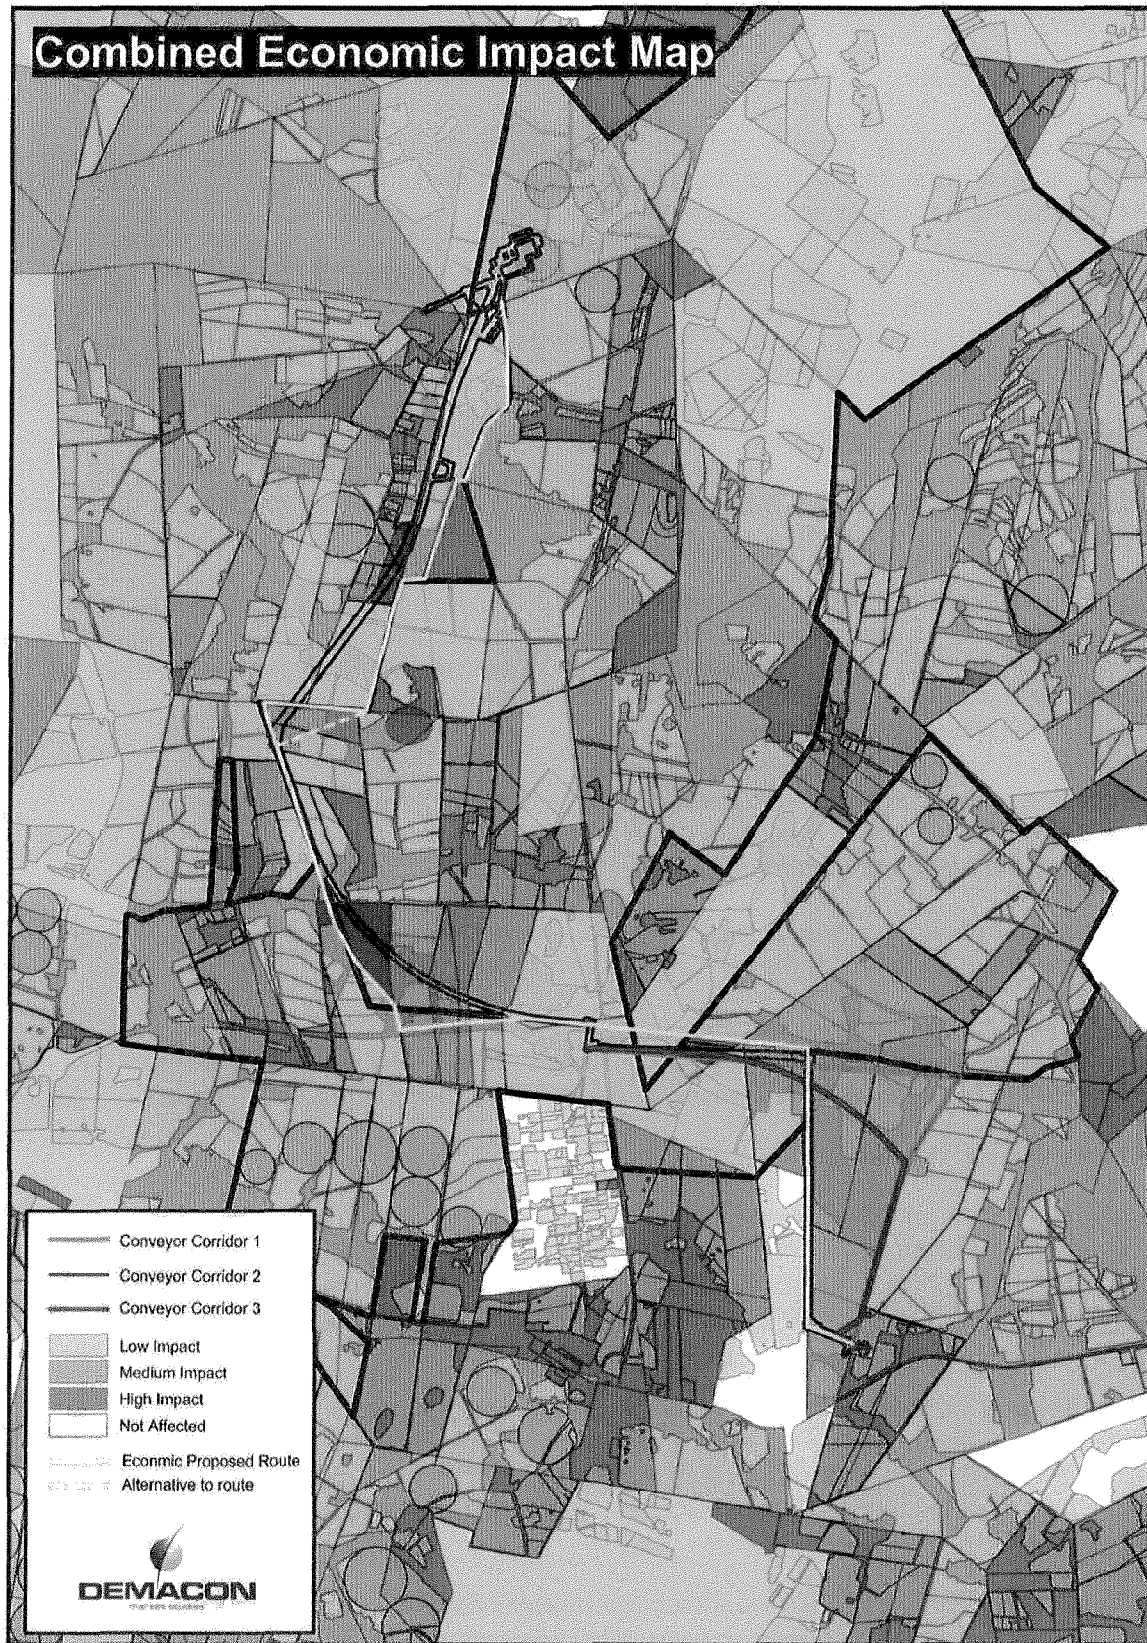 Combined Economic Impact Map
Conveyor Corridor 1
Conveyor Corridor 2
Conveyor Corridor 3
Low Impact
Medium Impact
High Impact
Not Affected
Econmic Proposed Route
Alternative to route
DEMACON